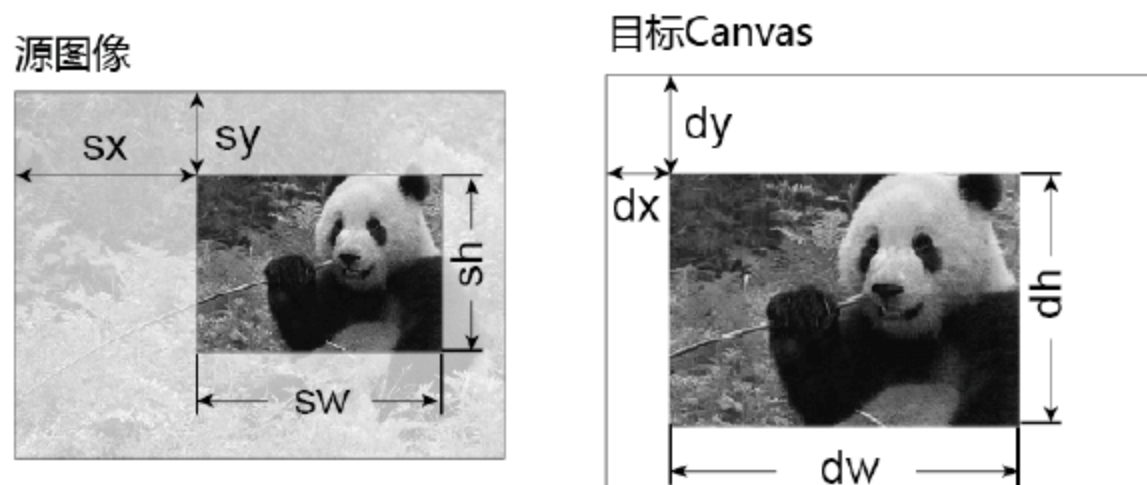 源图像
目标Canvas
sx
sy
sh
sw
dy
dx
dh
dw